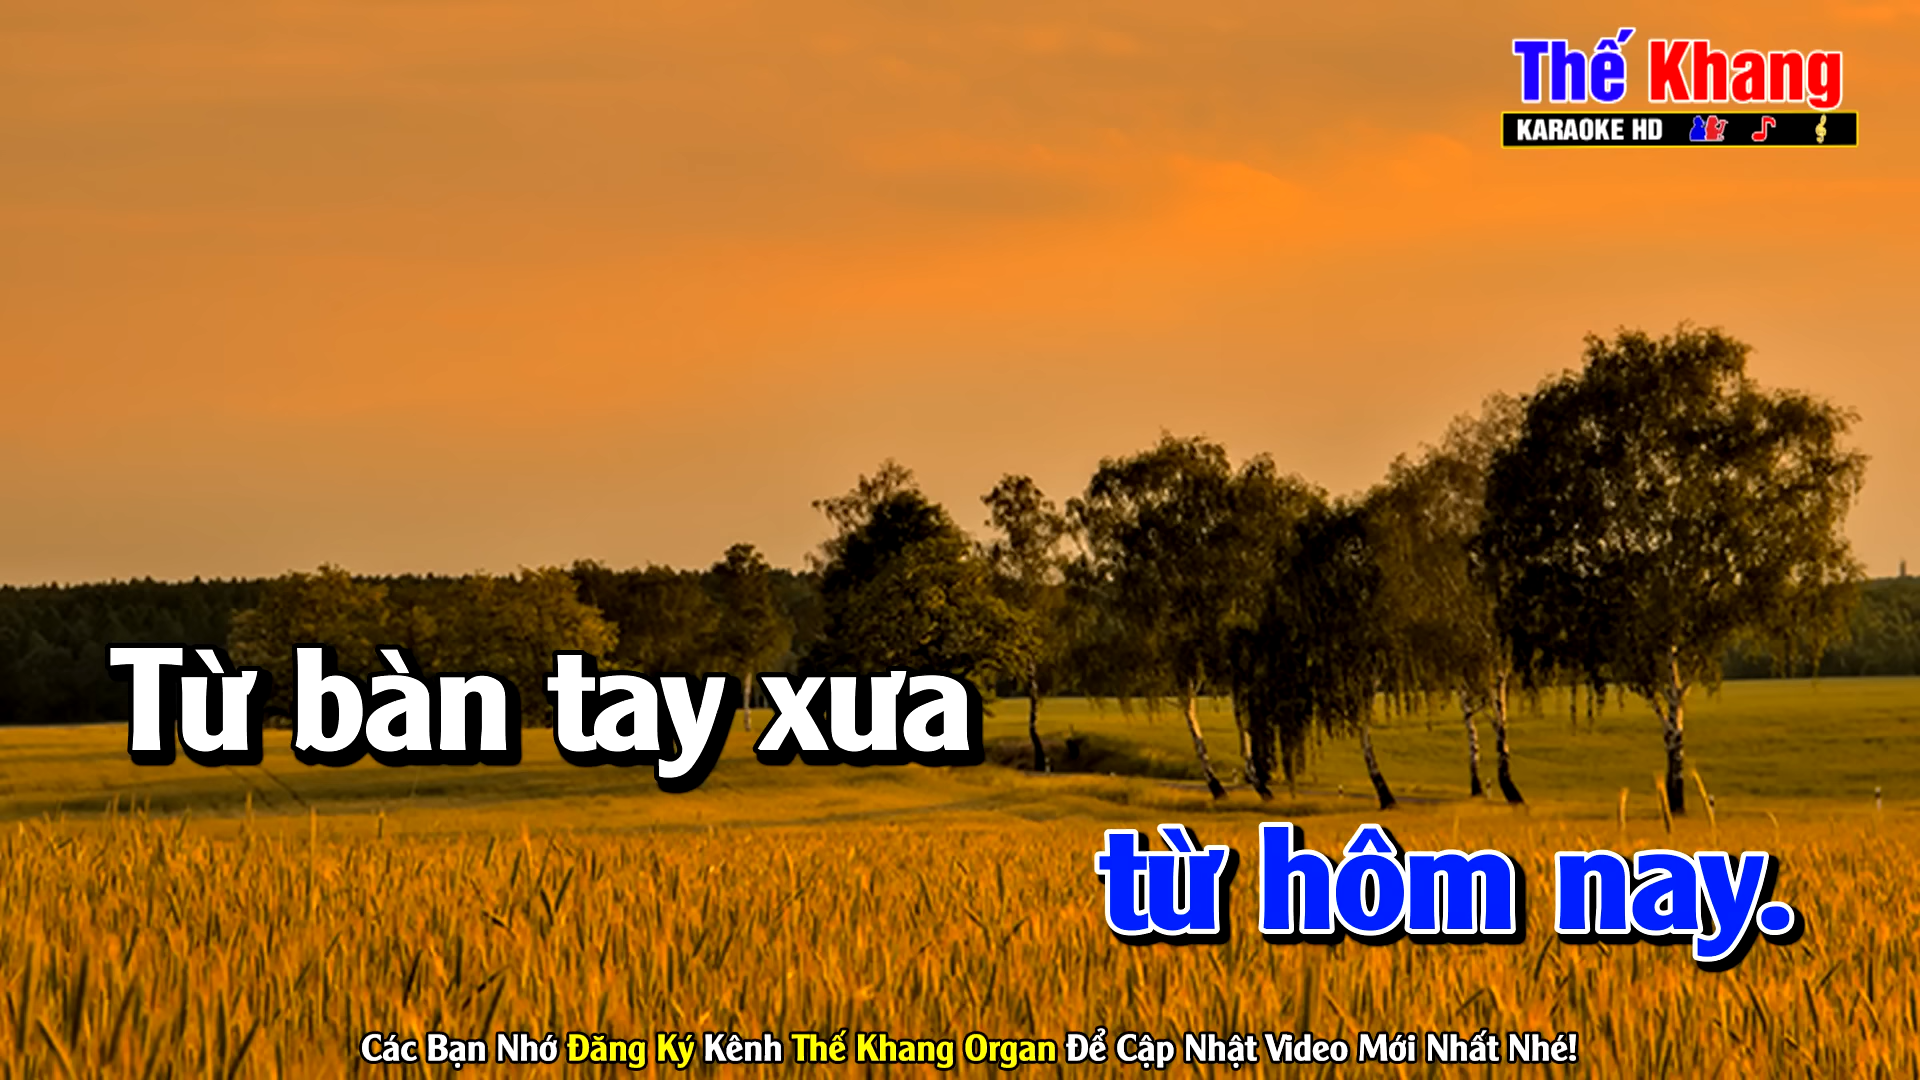 Thế Khang
KARAOKE HD
Từ bàn tay xưa
từ hôm nay.
Các Bạn Nhớ Đăng Ký Kênh Thế Khang Organ Để Cập Nhật Video Mới Nhất Nhé!